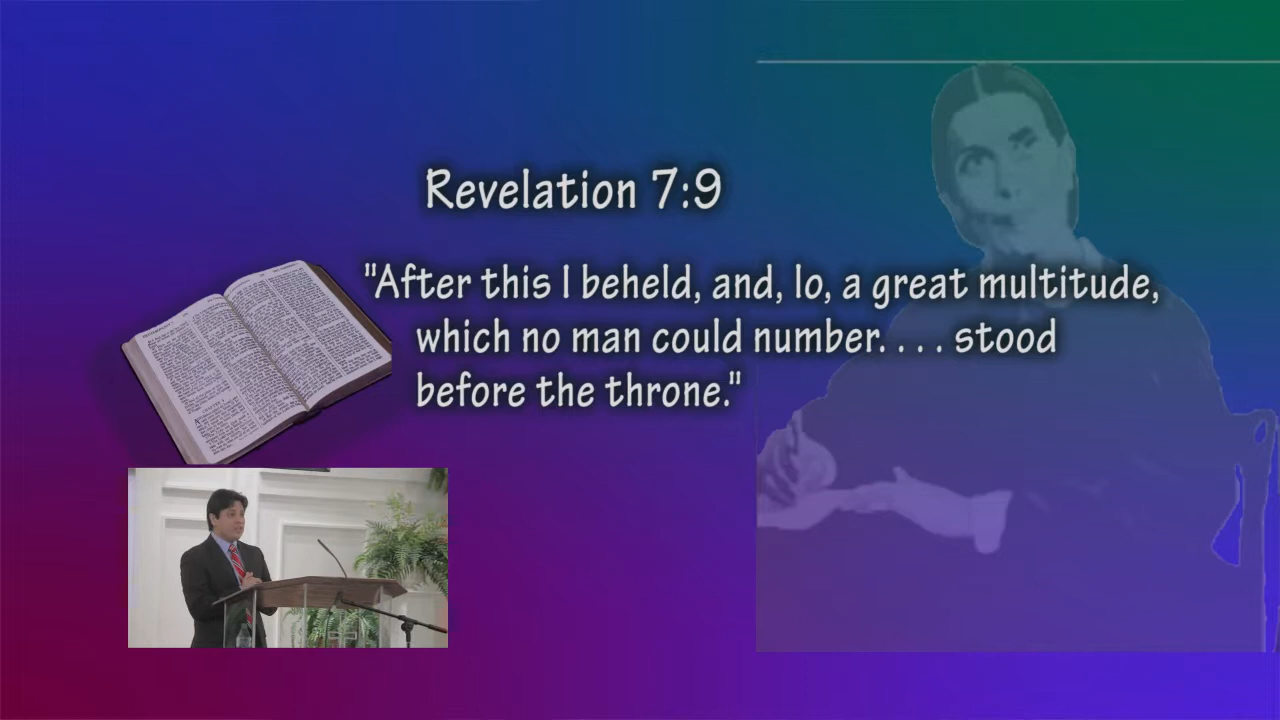 Revelation 7:9
"After this I beheld, and, lo, a great multitude,
which no man could number. . . . stood
before the throne."